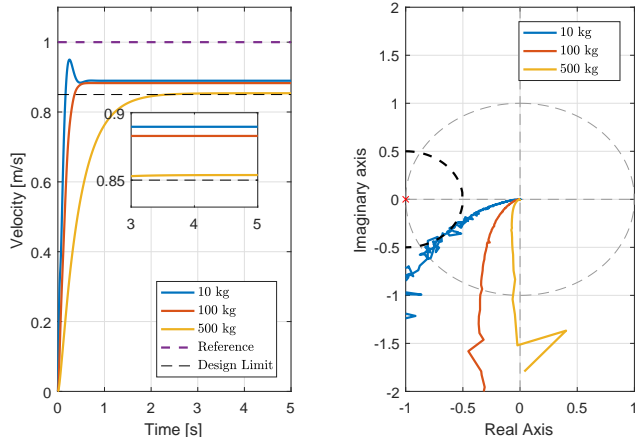 1
0.8
0.6
0.4
0.2
0
Velocity [m/s]
0.9
0.85
3
4
5
10 kg
100 kg
500 kg
Reference
Design Limit
0
1
2
3
4
5
Time [s]
2
1.5
1
0.5
0
-0.5
-1
-1.5
-2
Imaginary axis
10 kg
100 kg
500 kg
-1
-0.5
0
0.5
1
Real Axis